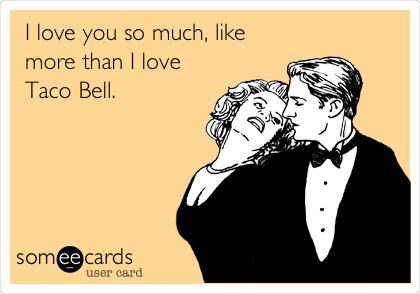 I love you so much, like
more than I love
Taco Bell.
someecards
user card